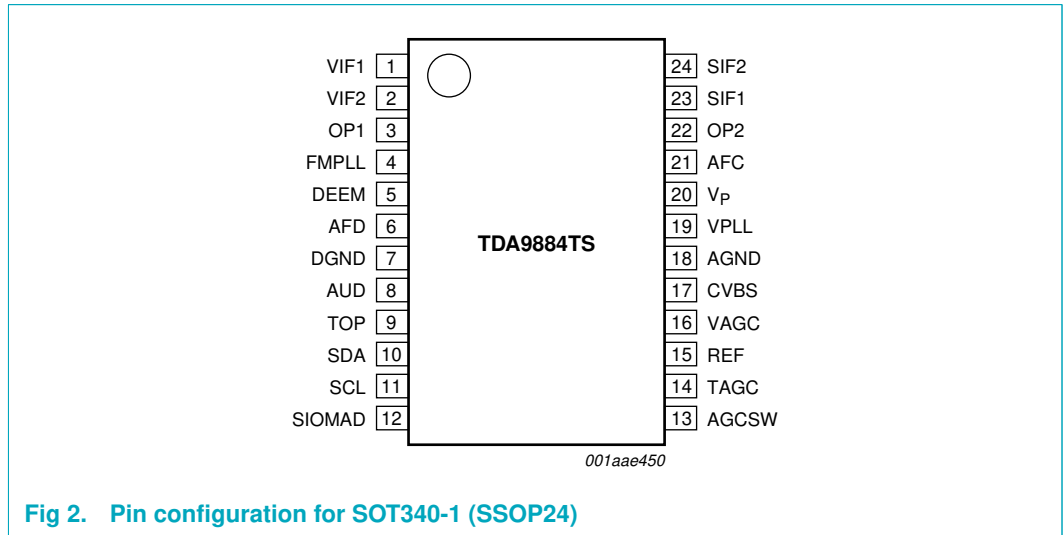 VIF1 1
VIF2 2
OP1 3
FMPLL 4
DEEM 5
AFD 6
DGND 7
AUD 8
TOP 9
SDA 10
SCL 11
SIOMAD 12
TDA9884TS
24 SIF2
23 SIF1
22 OP2
21 AFC
20 VP
19 VPLL
18 AGND
17 CVBS
16 VAGC
15 REF
14 TAGC
13 AGCSW
001aae450
Fig 2. Pin configuration for SOT340-1 (SSOP24)